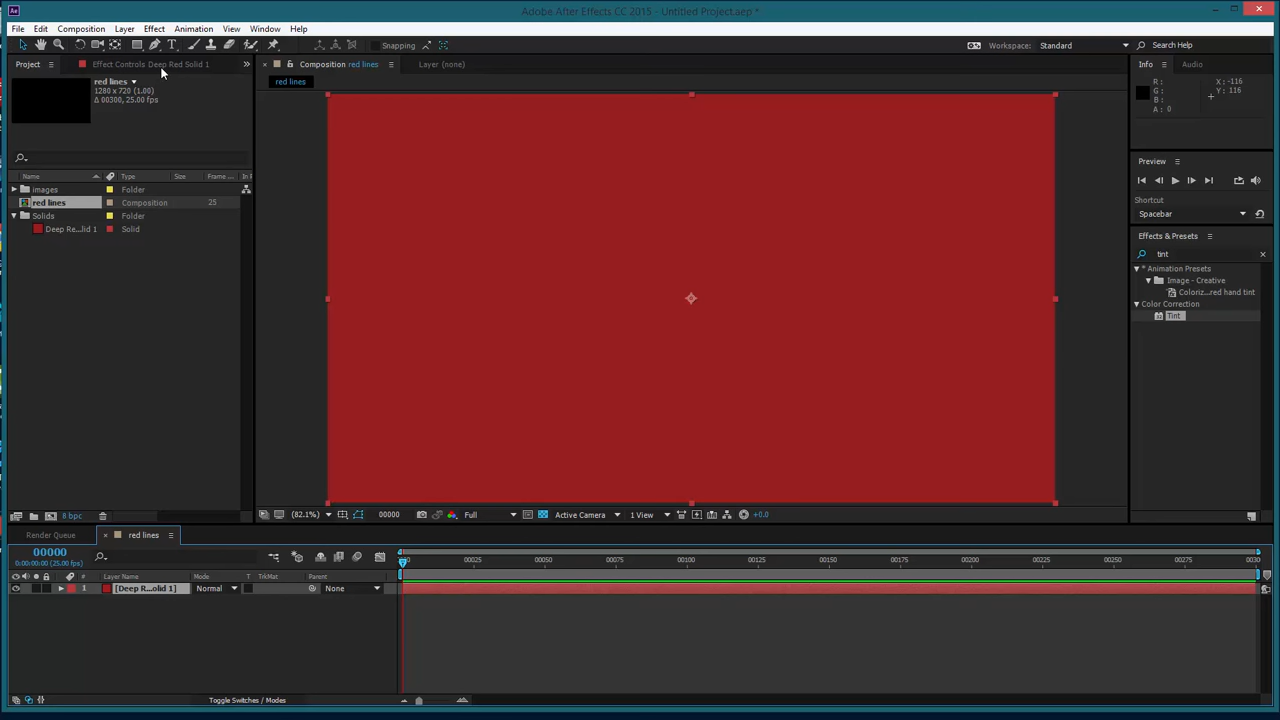 Ae
Adobe After Effects CC 2015 - Untitled Project.aep *
File Edit Composition Layer Effect Animation View Window Help
Snapping Workspace: Standard Search Help
Project Effect Controls Deep Red Solid 1 Composition red lines Layer (none) Info Audio
red lines
1280 x 720 (1.00)
Δ 00300, 25.00 fps
red lines
R :
G :
B :
A : 0
X : -116
Y : 116
Preview
Shortcut
Spacebar
Name Type Size Frame ... In P
images Folder
red lines Composition 25
Solids Folder
Deep Re...lid 1 Solid
Effects & Presets
tint
* Animation Presets
Image - Creative
Coloriz...red hand tint
Color Correction
Tint
8 bpc (82.1%) 00000 Full Active Camera 1 View +0.0
Render Queue red lines
00000
0:00:00:00 (25.00 fps)
00 00025 00050 00075 00100 00125 00150 00175 00200 00225 00250 00275 0030
# Layer Name Mode T TrkMat Parent
1 [Deep R...olid 1] Normal None
Toggle Switches / Modes